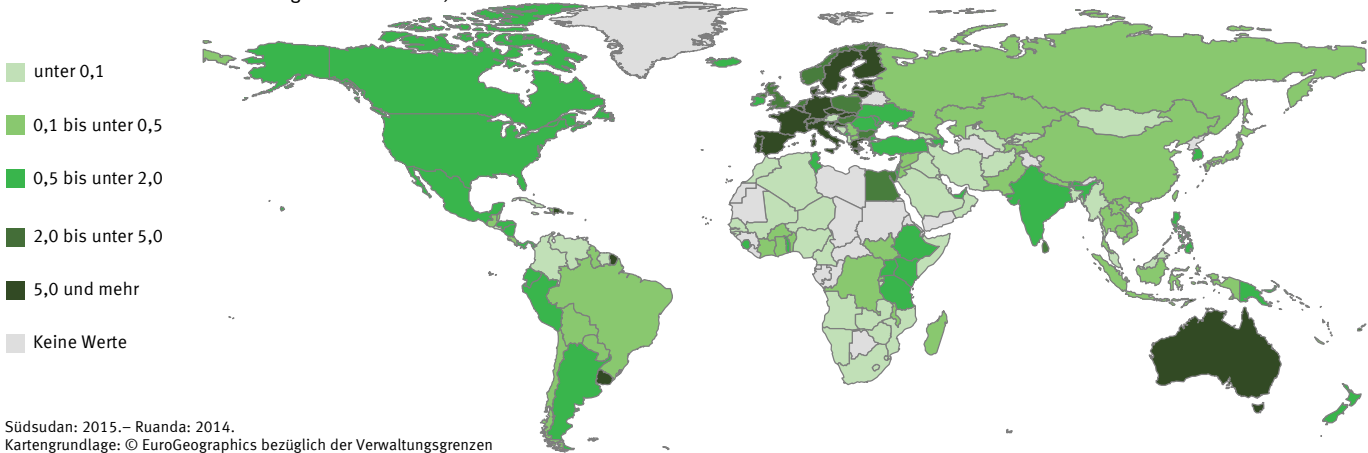 unter 0,1
0,1 bis unter 0,5
0,5 bis unter 2,0
2,0 bis unter 5,0
5,0 und mehr
Keine Werte
Südsudan: 2015.– Ruanda: 2014.
Kartengrundlage: © EuroGeographics bezüglich der Verwaltungsgrenzen